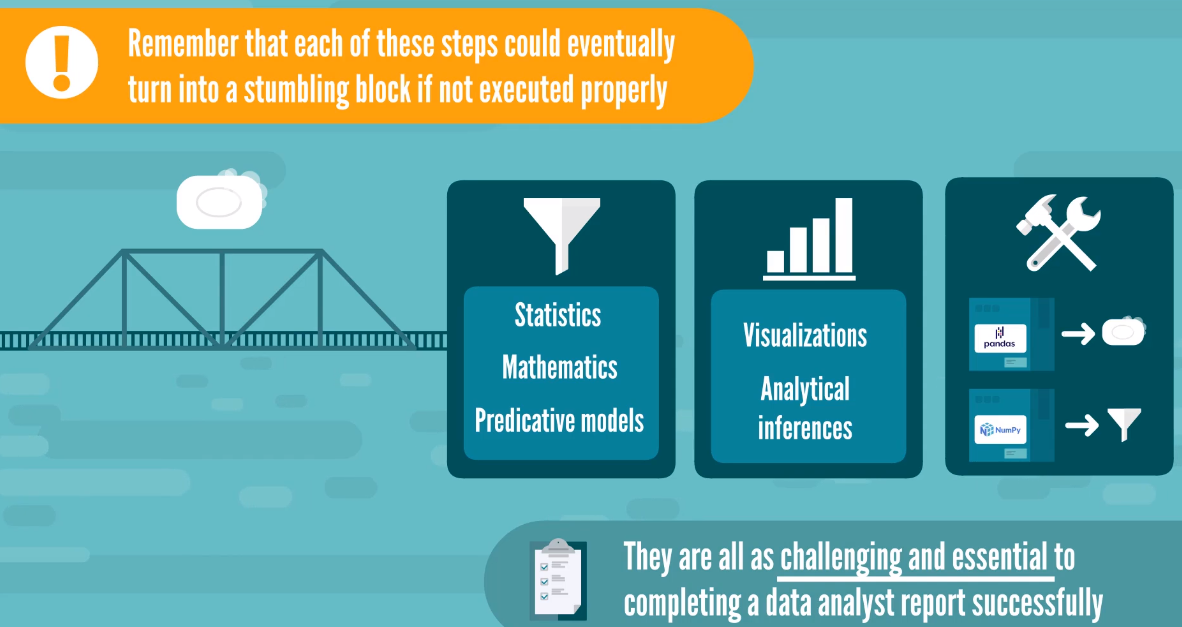 Remember that each of these steps could eventually
turn into a stumbling block if not executed properly
Statistics
Mathematics
Predicative models
Visualizations
Analytical
inferences
pandas
NumPy
They are all as challenging and essential to
completing a data analyst report successfully